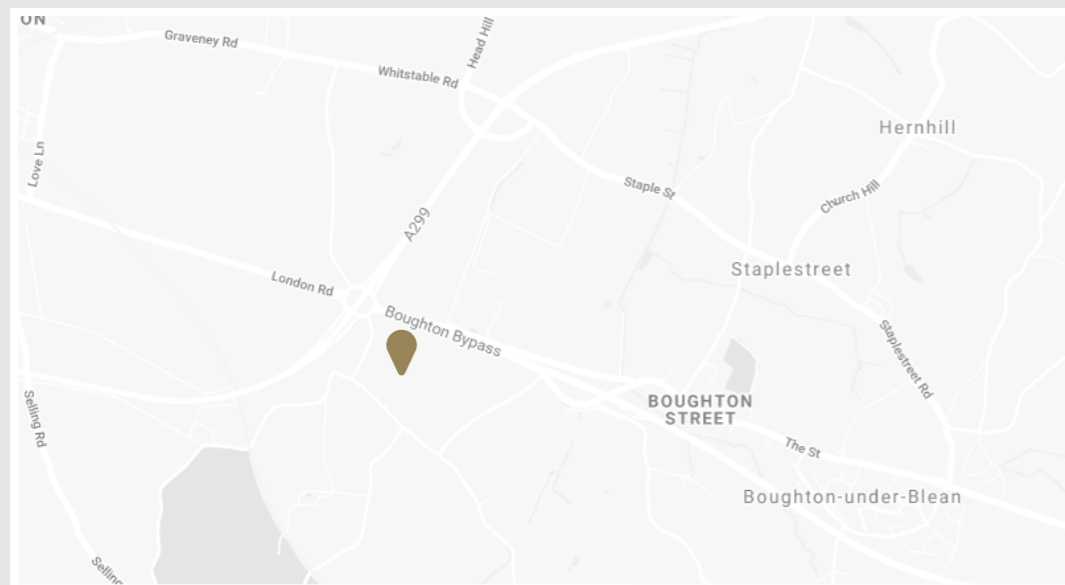 ON
Graveney Rd
Head Hill
Whitstable Rd
Hernhill
Love Ln
Staple St
Church Hill
A299
Staplestreet
London Rd
Boughton Bypass
Staplestreet Rd
Selling Rd
BOUGHTON
STREET
The St
Boughton-under-Blean
Selling